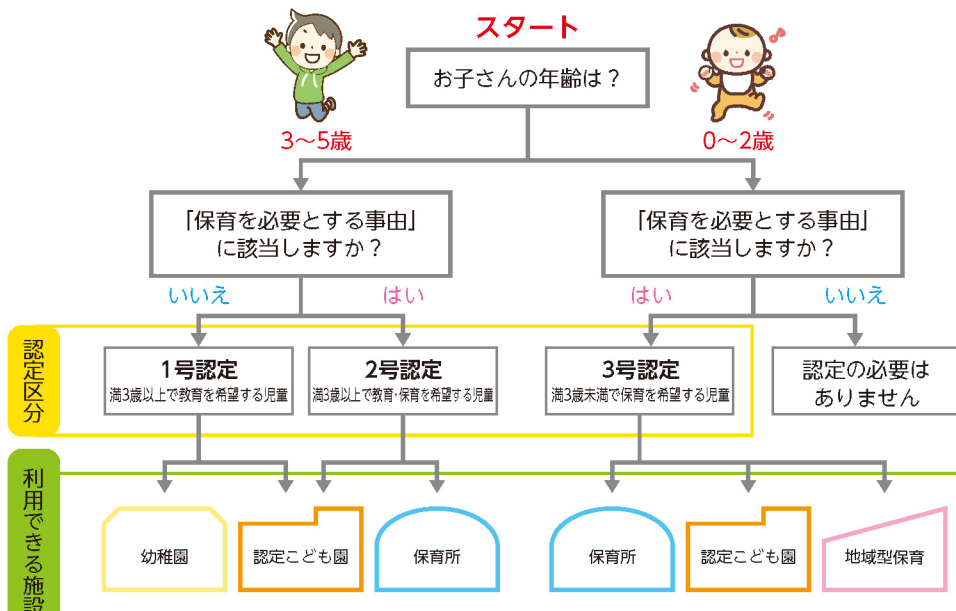 スタート
お子さんの年齢は？
3〜5歳
0〜2歳
「保育を必要とする事由」
に該当しますか？
「保育を必要とする事由」
に該当しますか？
いいえ
はい
はい
いいえ
認定区分
1号認定
満3歳以上で教育を希望する児童
2号認定
満3歳以上で教育・保育を希望する児童
3号認定
満3歳未満で保育を希望する児童
認定の必要は
ありません
利用できる施設
幼稚園
認定こども園
保育所
保育所
認定こども園
地域型保育